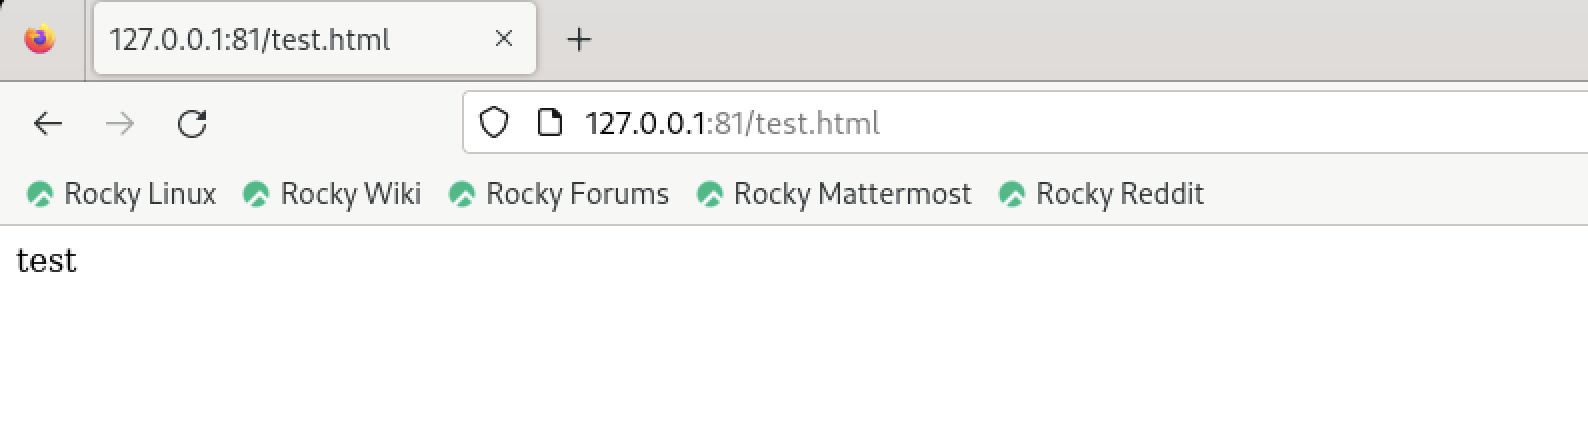 127.0.0.1:81/test.html
127.0.0.1:81/test.html
Rocky Linux Rocky Wiki Rocky Forums Rocky Mattermost Rocky Reddit
test